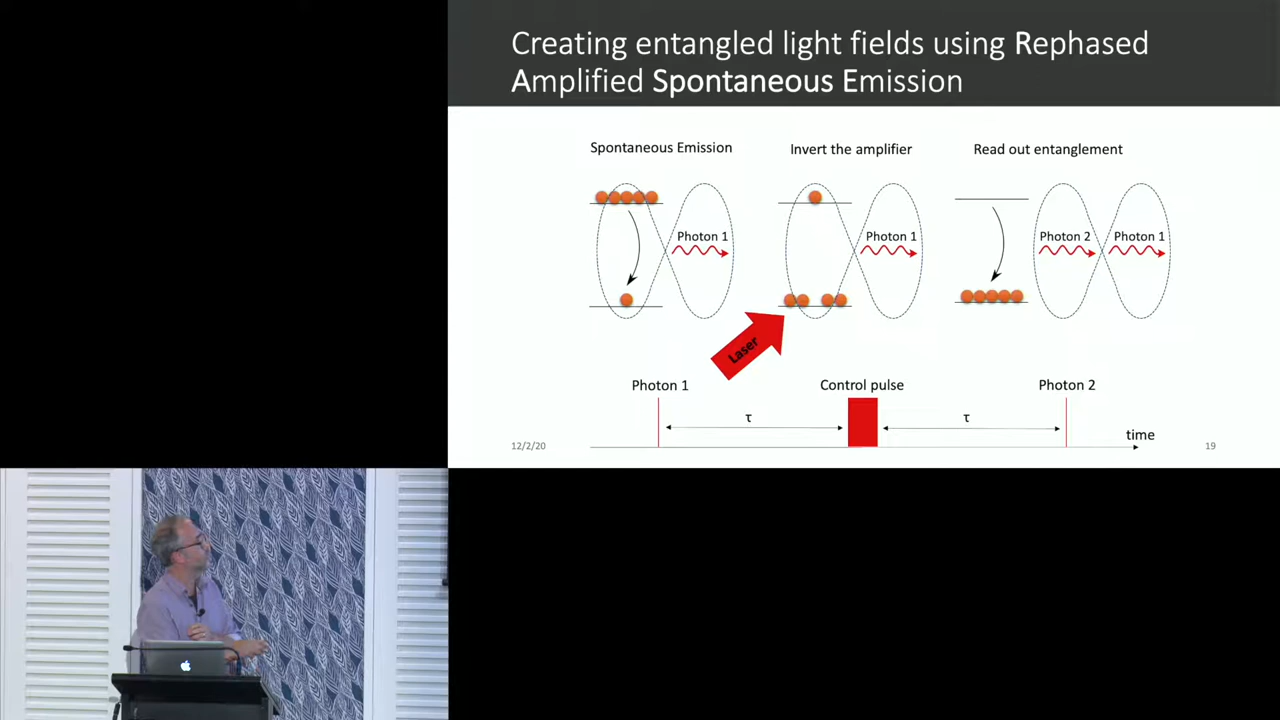 Creating entangled light fields using Rephased
Amplified Spontaneous Emission
Spontaneous Emission
Invert the amplifier
Read out entanglement
Photon 1
Photon 1
Photon 2
Photon 1
Laser
Photon 1
Control pulse
Photon 2
τ
τ
time
12/2/20
19